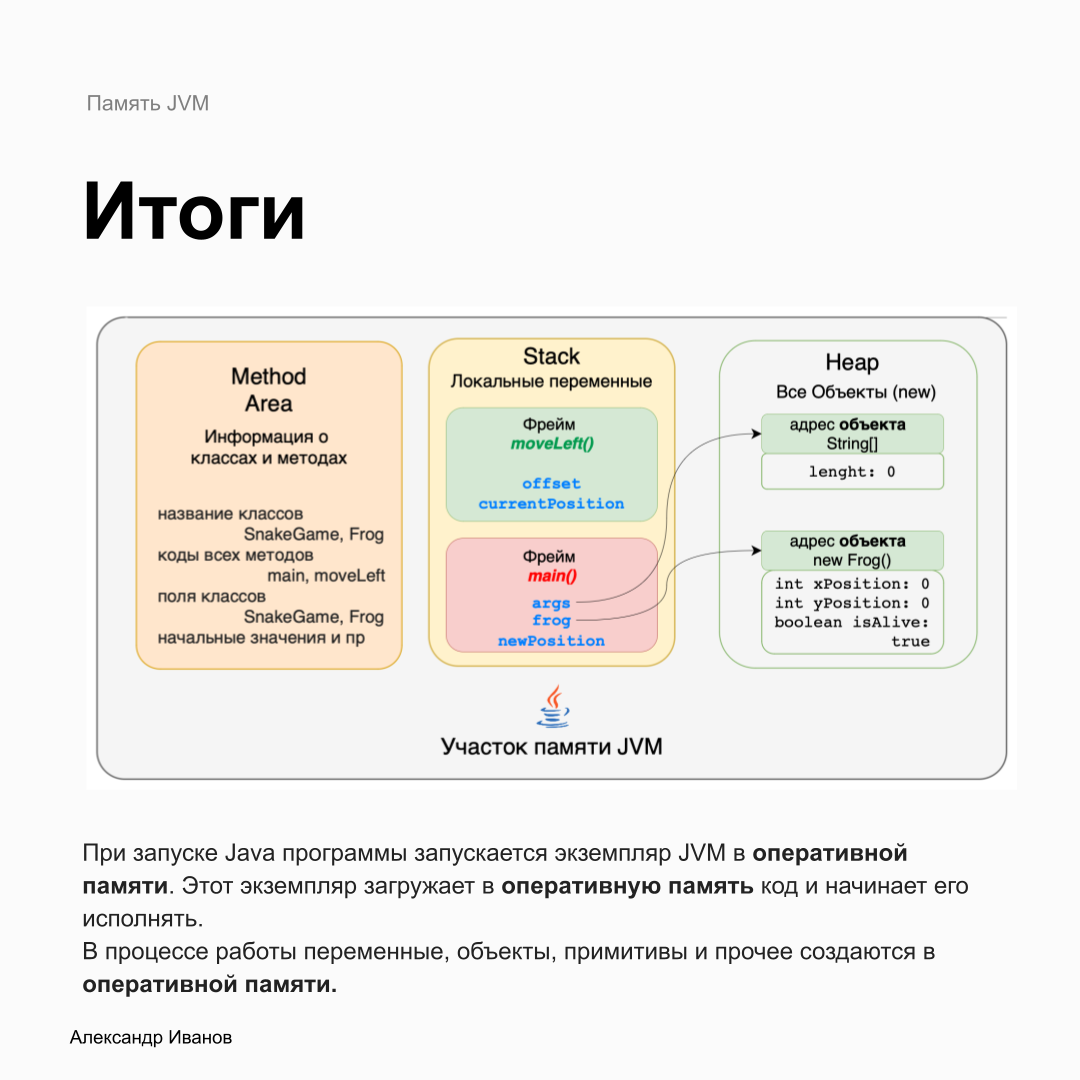 Память JVM
Итоги
Method
Area
Информация о
классах и методах
название классов
SnakeGame, Frog
коды всех методов
main, moveLeft
поля классов
SnakeGame, Frog
начальные значения и пр
Stack
Локальные переменные
Фрейм
moveLeft()
offset
currentPosition
Фрейм
main()
args
frog
newPosition
Heap
Все Объекты (new)
адрес объекта
String[]
lenght: 0
адрес объекта
new Frog()
int xPosition: 0
int yPosition: 0
boolean isAlive:
true
Участок памяти JVM
При запуске Java программы запускается экземпляр JVM в оперативной
памяти. Этот экземпляр загружает в оперативную память код и начинает его
исполнять.
В процессе работы переменные, объекты, примитивы и прочее создаются в
оперативной памяти.
Александр Иванов